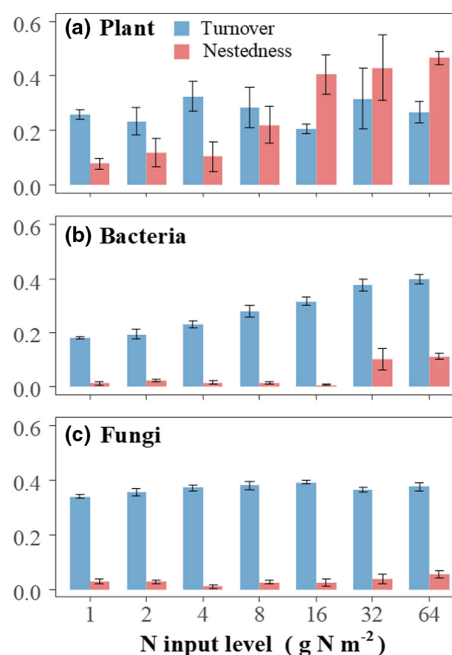 (a) Plant
Turnover
Nestedness
0.6
0.4
0.2
0.0
(b) Bacteria
0.6
0.4
0.2
0.0
(c) Fungi
0.6
0.4
0.2
0.0
1 2 4 8 16 32 64
N input level ( g N m⁻²)